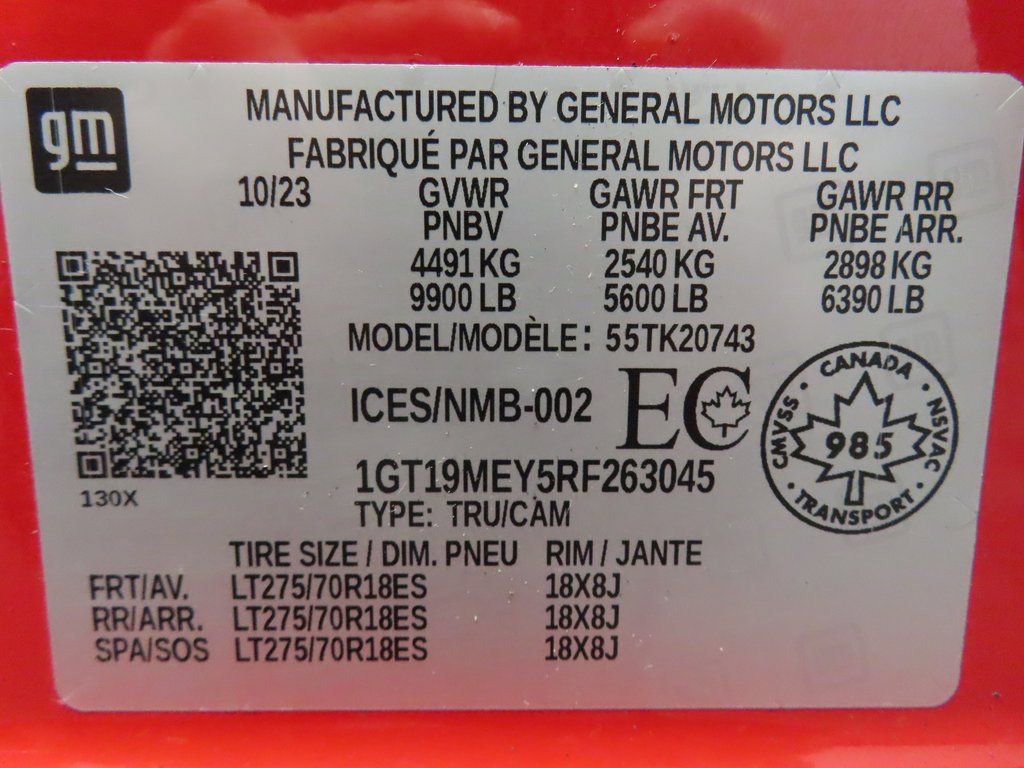 gm
MANUFACTURED BY GENERAL MOTORS LLC
FABRIQUÉ PAR GENERAL MOTORS LLC
10/23 GVWR GAWR FRT GAWR RR
PNBV PNBE AV. PNBE ARR.
4491 KG 2540 KG 2898 KG
9900 LB 5600 LB 6390 LB
MODEL/MODÈLE: 55TK20743
ICES/NMB-002 EC
CANADA
CMVSS 985 NSVAC
TRANSPORT
130X
1GT19MEY5RF263045
TYPE: TRU/CAM
TIRE SIZE / DIM. PNEU RIM / JANTE
FRT/AV. LT275/70R18ES 18X8J
RR/ARR. LT275/70R18ES 18X8J
SPA/SOS LT275/70R18ES 18X8J